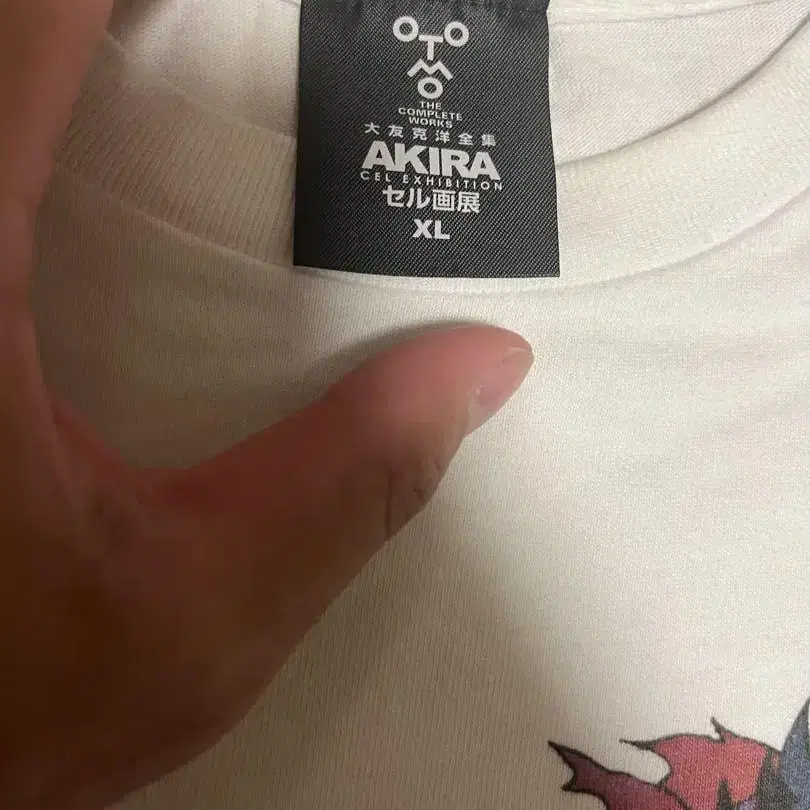 OTOMO
THE
COMPLETE
WORKS
大友克洋全集
AKIRA
CEL EXHIBITION
セル画展
XL